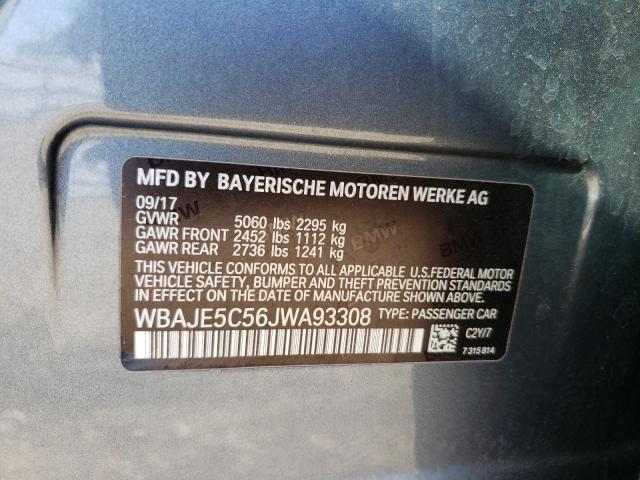 MFD BY BAYERISCHE MOTOREN WERKE AG
09/17
GVWR 5060 lbs 2295 kg
GAWR FRONT 2452 lbs 1112 kg
GAWR REAR 2736 lbs 1241 kg
THIS VEHICLE CONFORMS TO ALL APPLICABLE U.S.FEDERAL MOTOR
VEHICLE SAFETY, BUMPER AND THEFT PREVENTION STANDARDS
IN EFFECT ON THE DATE OF MANUFACTURE SHOWN ABOVE.
WBAJE5C56JWA93308 TYPE: PASSENGER CAR
C2Y/7
7315814
BMW